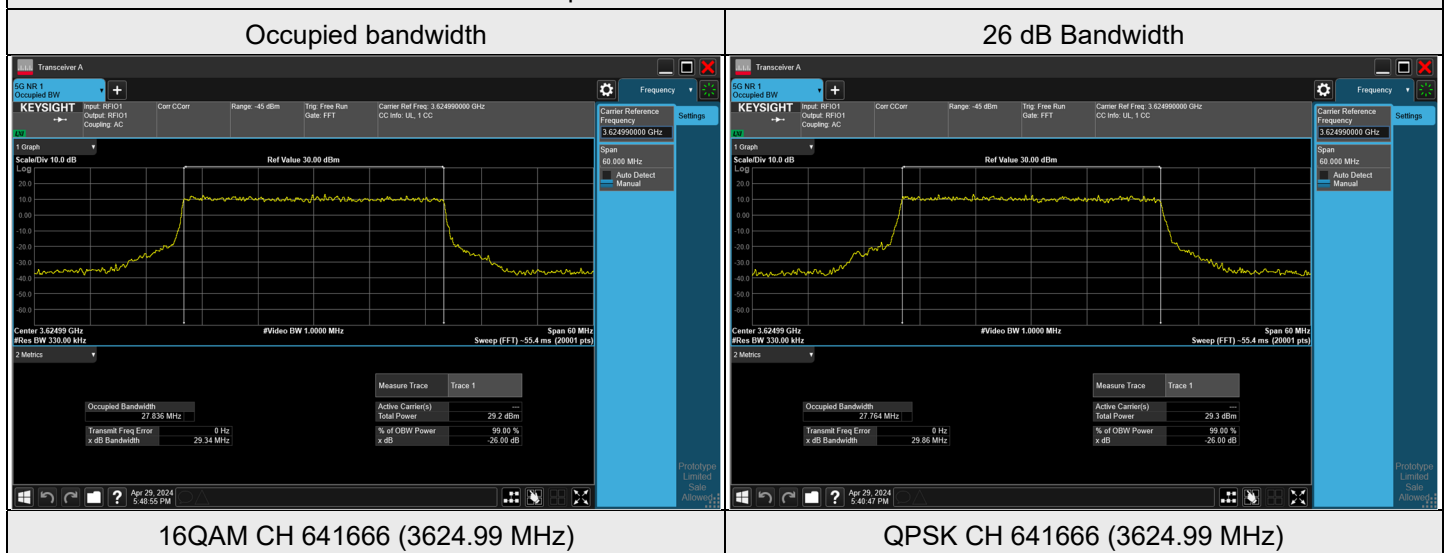 Occupied bandwidth
26 dB Bandwidth
Transceiver A
5G NR 1
Occupied BW
Frequency
KEYSIGHT
Input: RFIO1
Output: RFIO1
Coupling: AC
Corr CCorr
Range: -45 dBm
Trig: Free Run
Gate: FFT
Carrier Ref Freq: 3.624990000 GHz
CC Info: UL, 1 CC
LXI
Carrier Reference
Frequency
3.624990000 GHz
Settings
Span
60.000 MHz
Auto Detect
Manual
1 Graph
Scale/Div 10.0 dB
Ref Value 30.00 dBm
Log
20.0
10.0
0.00
-10.0
-20.0
-30.0
-40.0
-50.0
-60.0
Center 3.62499 GHz
#Video BW 1.0000 MHz
Span 60 MHz
#Res BW 330.00 kHz
Sweep (FFT) ~55.4 ms (20001 pts)
2 Metrics
Measure Trace
Trace 1
Occupied Bandwidth
27.836 MHz
Active Carrier(s)
---
Total Power
29.2 dBm
Transmit Freq Error
0 Hz
x dB Bandwidth
29.34 MHz
% of OBW Power
99.00 %
x dB
-26.00 dB
Prototype
Limited
Sale
Allowed
?
Apr 29, 2024
5:48:55 PM
Transceiver A
5G NR 1
Occupied BW
Frequency
KEYSIGHT
Input: RFIO1
Output: RFIO1
Coupling: AC
Corr CCorr
Range: -45 dBm
Trig: Free Run
Gate: FFT
Carrier Ref Freq: 3.624990000 GHz
CC Info: UL, 1 CC
LXI
Carrier Reference
Frequency
3.624990000 GHz
Settings
Span
60.000 MHz
Auto Detect
Manual
1 Graph
Scale/Div 10.0 dB
Ref Value 30.00 dBm
Log
20.0
10.0
0.00
-10.0
-20.0
-30.0
-40.0
-50.0
-60.0
Center 3.62499 GHz
#Video BW 1.0000 MHz
Span 60 MHz
#Res BW 330.00 kHz
Sweep (FFT) ~55.4 ms (20001 pts)
2 Metrics
Measure Trace
Trace 1
Occupied Bandwidth
27.764 MHz
Active Carrier(s)
---
Total Power
29.3 dBm
Transmit Freq Error
0 Hz
x dB Bandwidth
29.86 MHz
% of OBW Power
99.00 %
x dB
-26.00 dB
Prototype
Limited
Sale
Allowed
?
Apr 29, 2024
5:40:47 PM
16QAM CH 641666 (3624.99 MHz)
QPSK CH 641666 (3624.99 MHz)